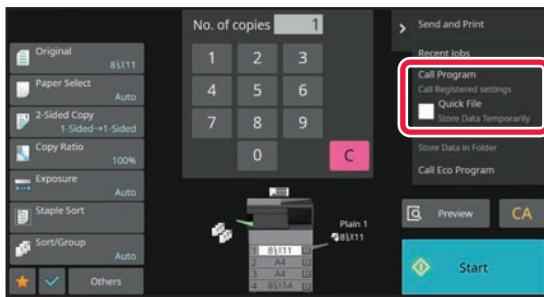 Original
8½X11
Paper Select
Auto
2-Sided Copy
1-Sided→1-Sided
Copy Ratio
100%
Exposure
Auto
Staple Sort
Sort/Group
Auto
Others
No. of copies 1
1 2 3
4 5 6
7 8 9
0 C
Plain 1
8½X11
1 8½X11
2 A4
3 A4
4 8½X14
Send and Print
Recent Jobs
Call Program
Call Registered settings
Quick File
Store Data Temporarily
Store Data in Folder
Call Eco Program
Preview CA
Start